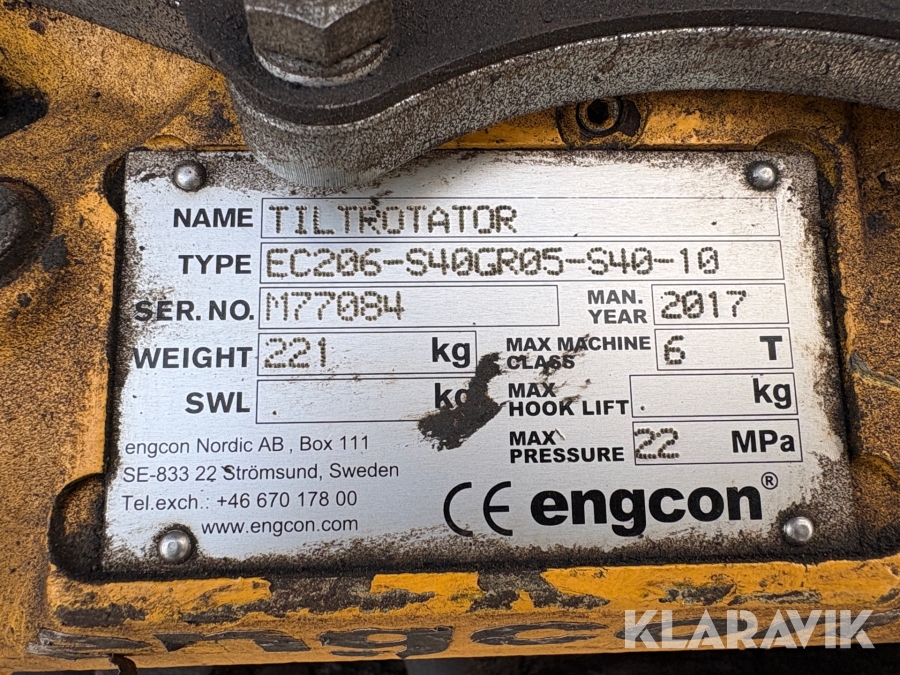 NAME TILTROTATOR
TYPE EC206-S40GR05-S40-10
SER. NO. M77084 MAN. YEAR 2017
WEIGHT 221 kg MAX MACHINE CLASS 6 T
SWL . kg MAX HOOK LIFT . kg
MAX PRESSURE 22 MPa
engcon Nordic AB, Box 111
SE-833 22 Strömsund, Sweden
Tel.exch.: +46 670 178 00
www.engcon.com
CE engcon®
engc
KLARAVIK